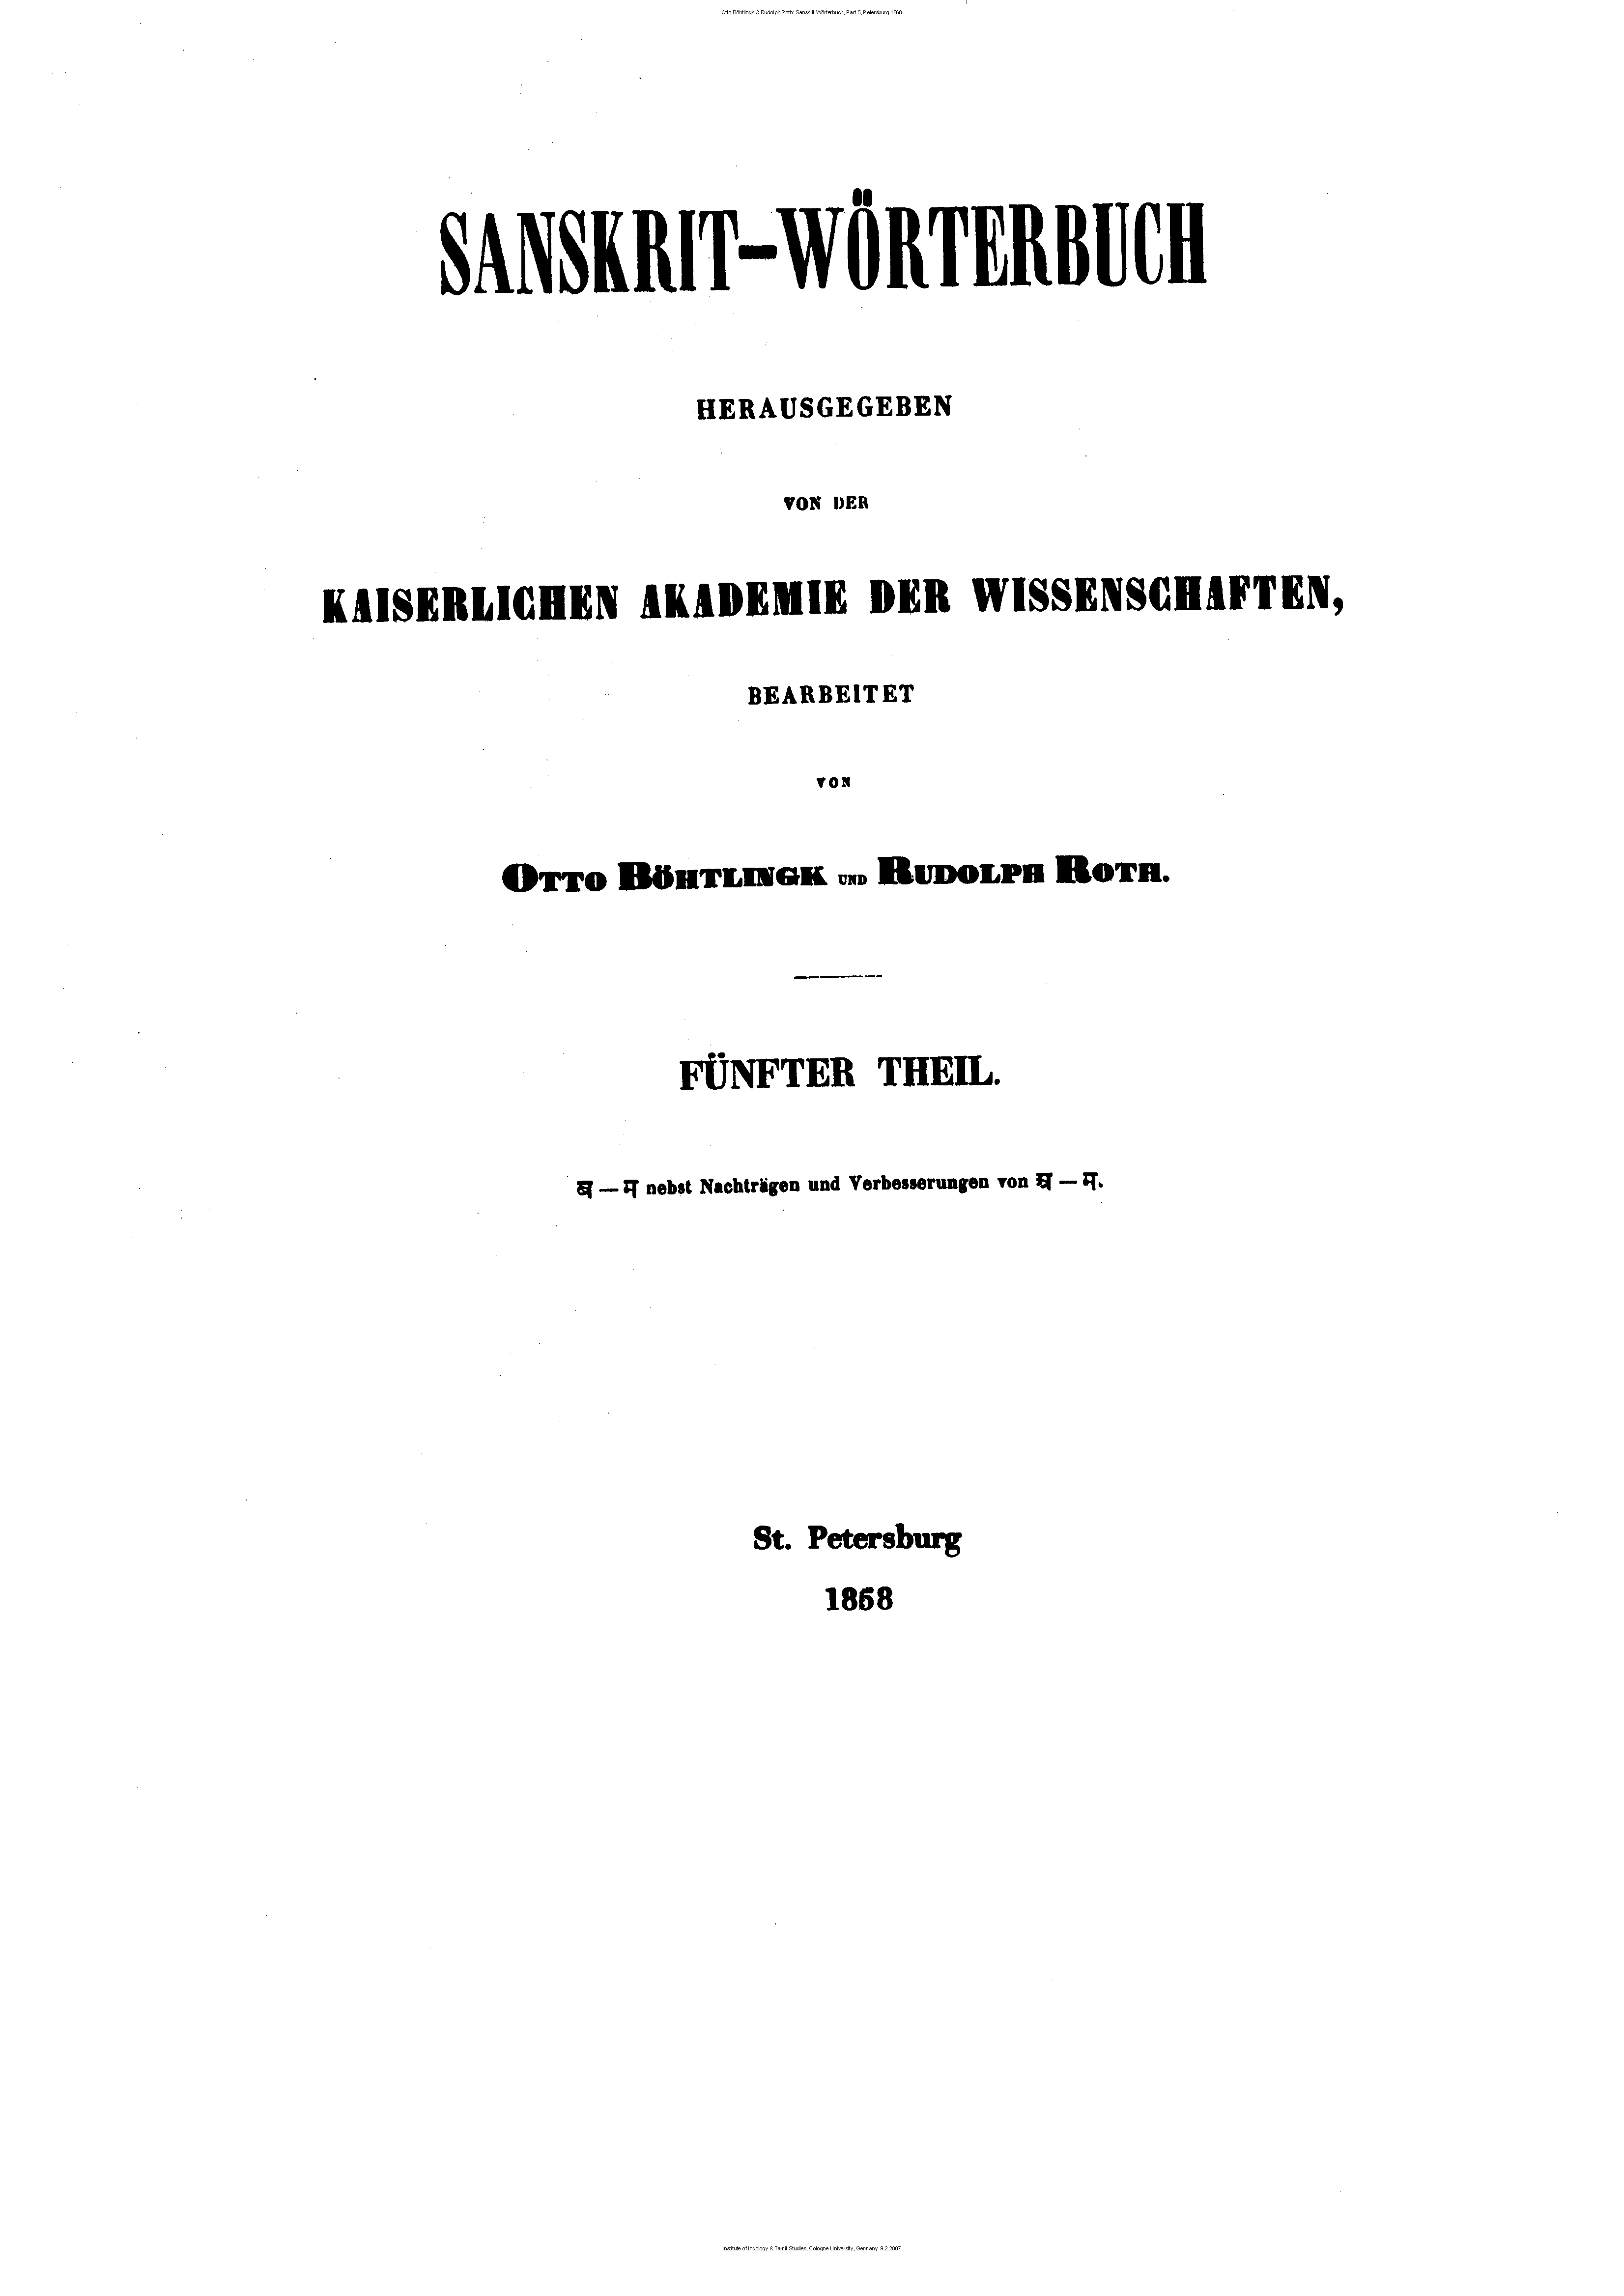 Otto Böhtlingk & Rudolph Roth: Sanskrit-Wörterbuch, Part 5, Petersburg 1868
SANSKRIT-WÖRTERBUCH
HERAUSGEGEBEN
VON DER
KAISERLICHEN AKADEMIE DER WISSENSCHAFTEN,
BEARBEITET
VON
OTTO BÖHTLINGK UND RUDOLPH ROTH.
FÜNFTER THEIL.
ब — म nebst Nachträgen und Verbesserungen von अ — म.
St. Petersburg
1868
Institute of Indology & Tamil Studies, Cologne University, Germany 9.2.2007